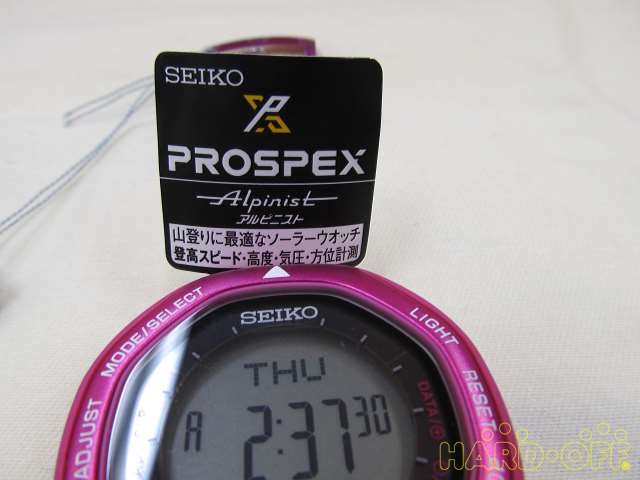 SEIKO
PROSPEX
Alpinist
アルピニスト
山登りに最適なソーラーウオッチ
登高スピード・高度・気圧・方位計測
SEIKO
MODE/SELECT
LIGHT
ADJUST
RESET
DATA/
THU
A 2:37 30
HARD-OFF